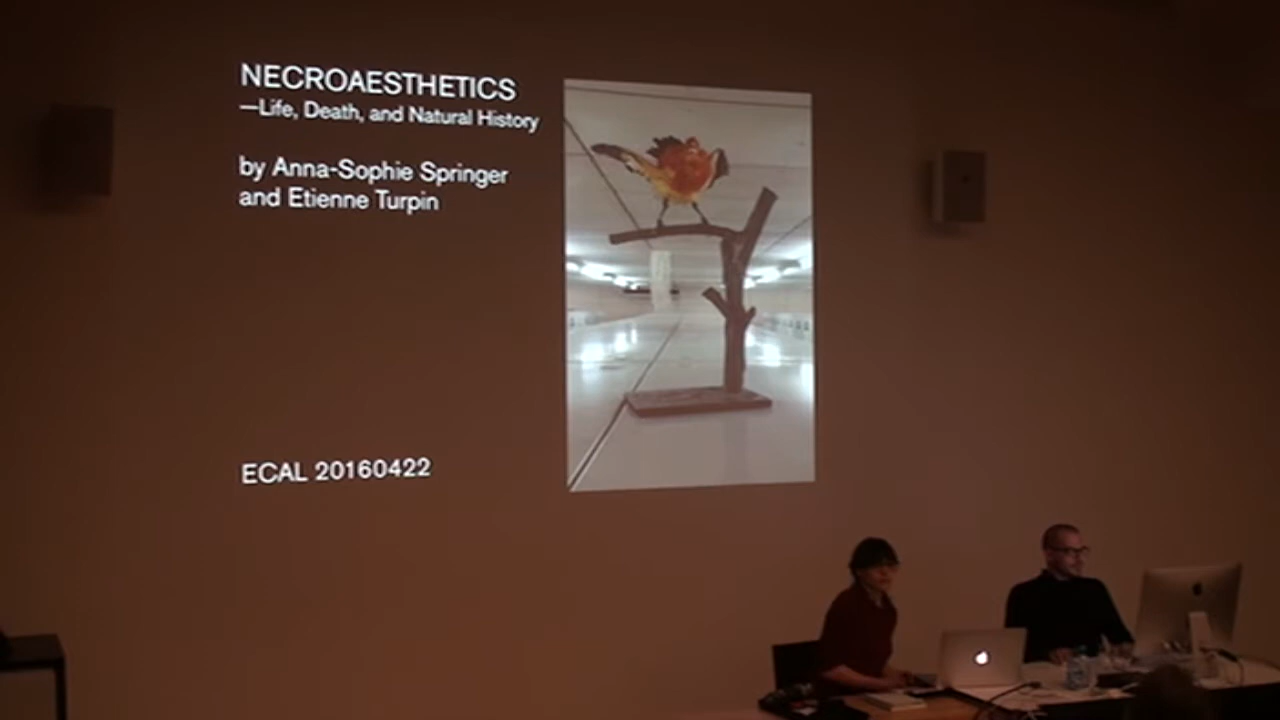 NECROAESTHETICS
—Life, Death, and Natural History
by Anna-Sophie Springer
and Etienne Turpin
ECAL 20160422